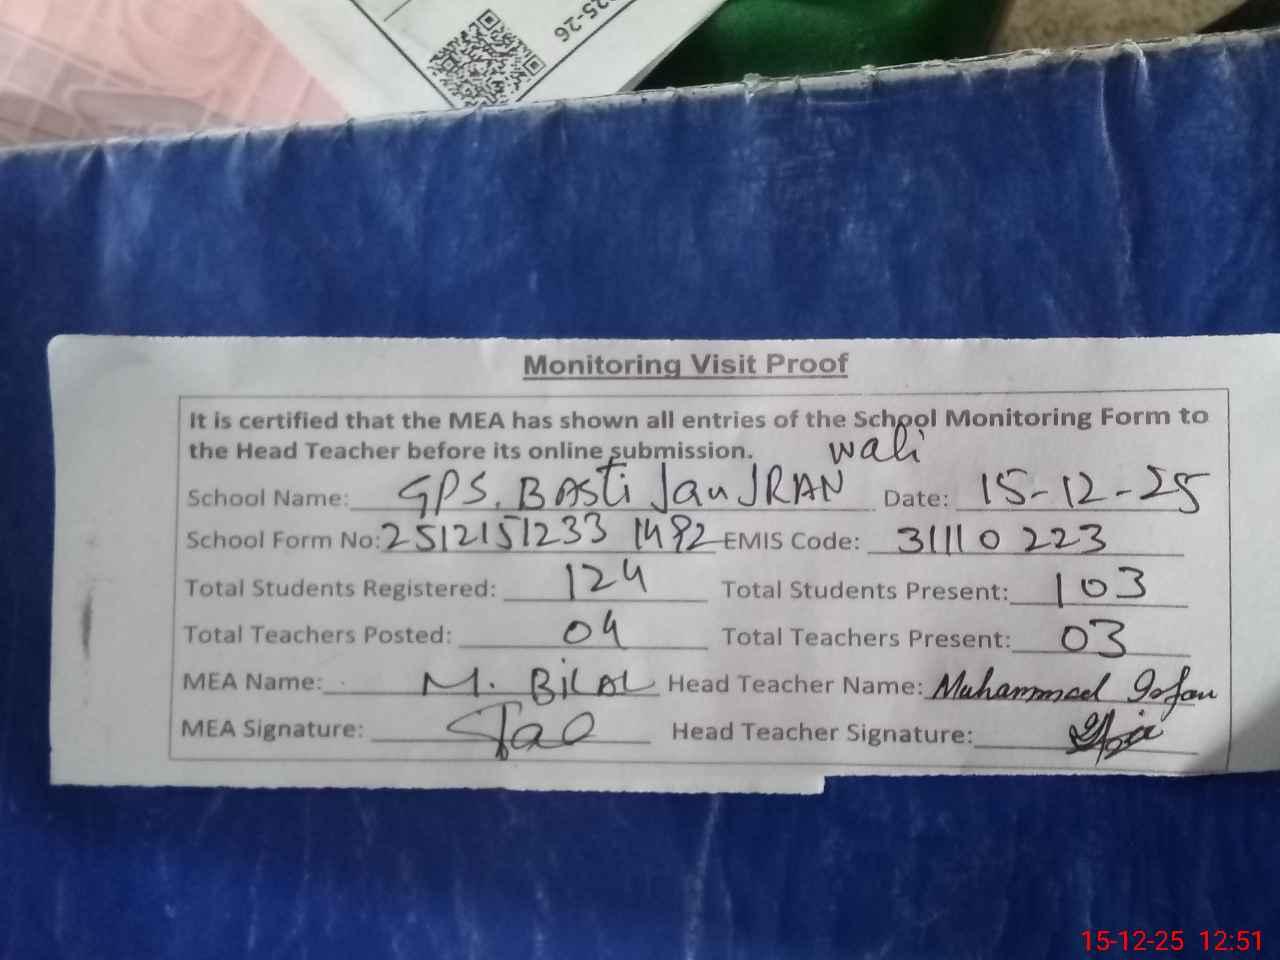 25-26
Monitoring Visit Proof
It is certified that the MEA has shown all entries of the School Monitoring Form to
the Head Teacher before its online submission.
wali
School Name: GPS. BASTi JanJRAN Date: 15-12-25
School Form No: 2512151233 1492 EMIS Code: 31110 223
Total Students Registered: 124 Total Students Present: 103
Total Teachers Posted: 04 Total Teachers Present: 03
MEA Name: M. BiLAL Head Teacher Name: Muhammad Irfan
MEA Signature: Head Teacher Signature:
15-12-25 12:51